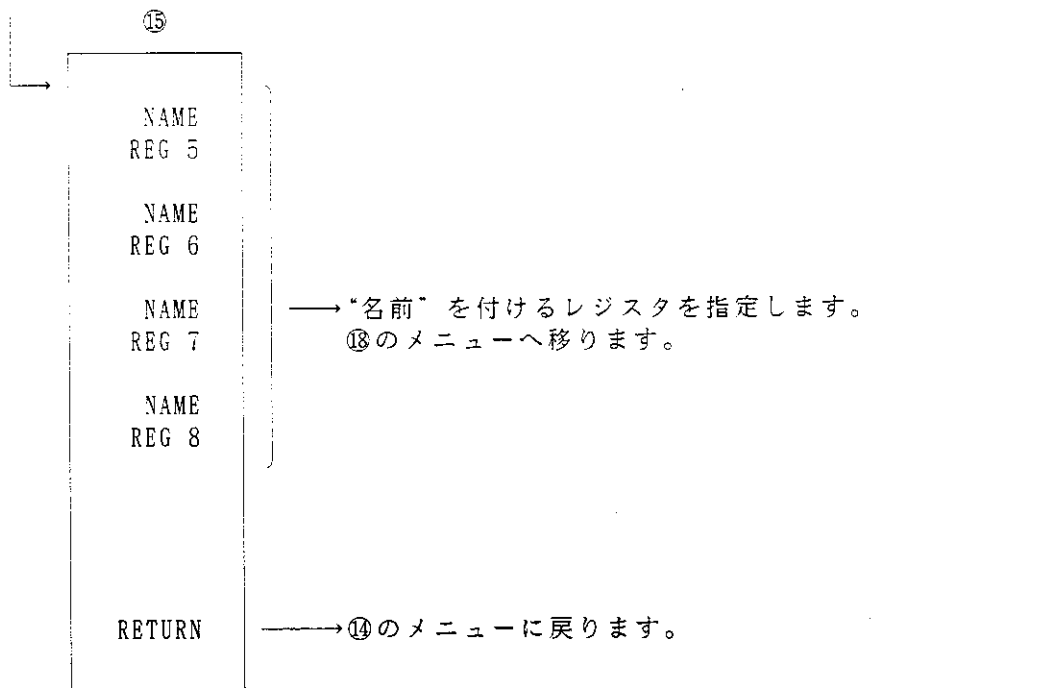 ⑮
NAME
REG 5
NAME
REG 6
NAME
REG 7
NAME
REG 8
“名前” を付けるレジスタを指定します。
⑱のメニューへ移ります。
RETURN
⑭のメニューに戻ります。